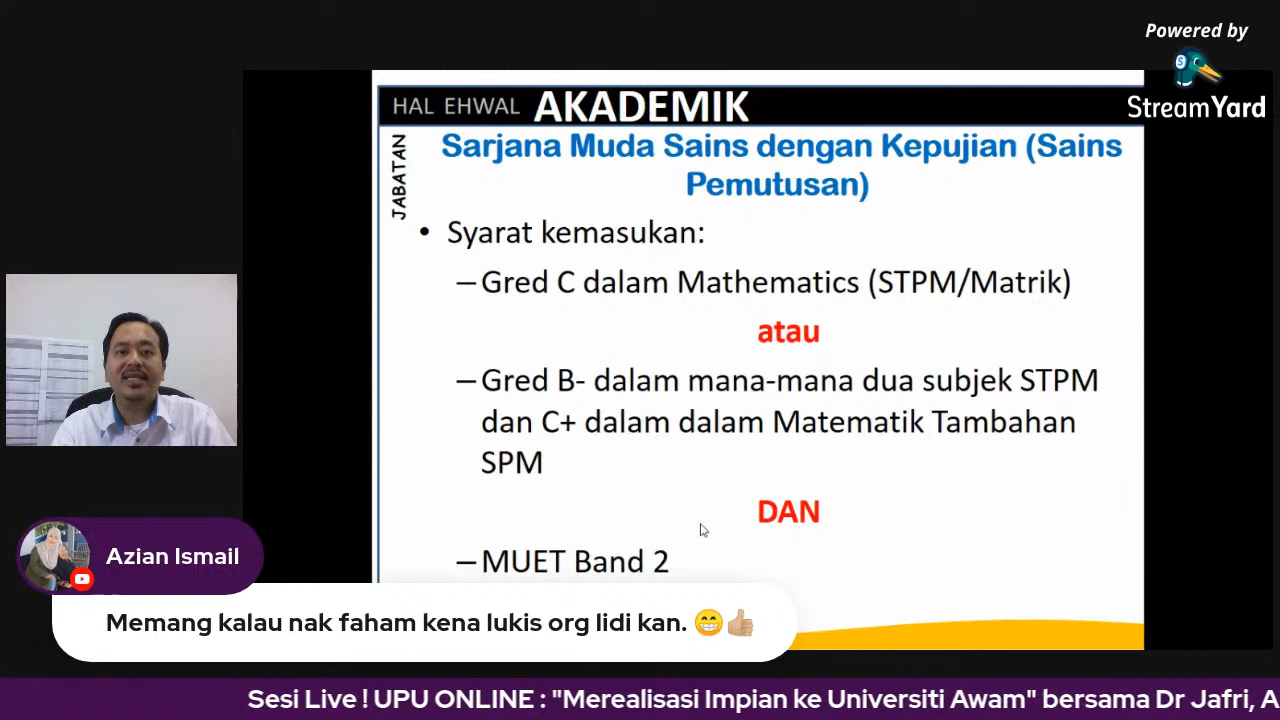 Powered by
StreamYard
HAL EHWAL AKADEMIK
JABATAN
Sarjana Muda Sains dengan Kepujian (Sains
Pemutusan)
• Syarat kemasukan:
–Gred C dalam Mathematics (STPM/Matrik)
atau
–Gred B- dalam mana-mana dua subjek STPM
dan C+ dalam dalam Matematik Tambahan
SPM
DAN
–MUET Band 2
Azian Ismail
Memang kalau nak faham kena lukis org lidi kan. 😁👍🏼
Sesi Live ! UPU ONLINE : "Merealisasi Impian ke Universiti Awam" bersama Dr Jafri, A